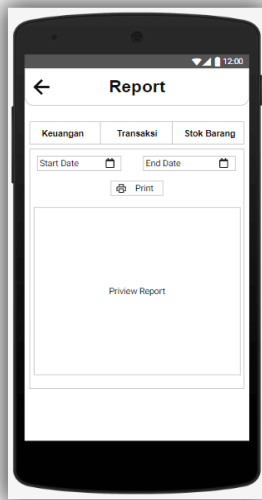 12:00
Report
Keuangan Transaksi Stok Barang
Start Date End Date
Print
Priview Report